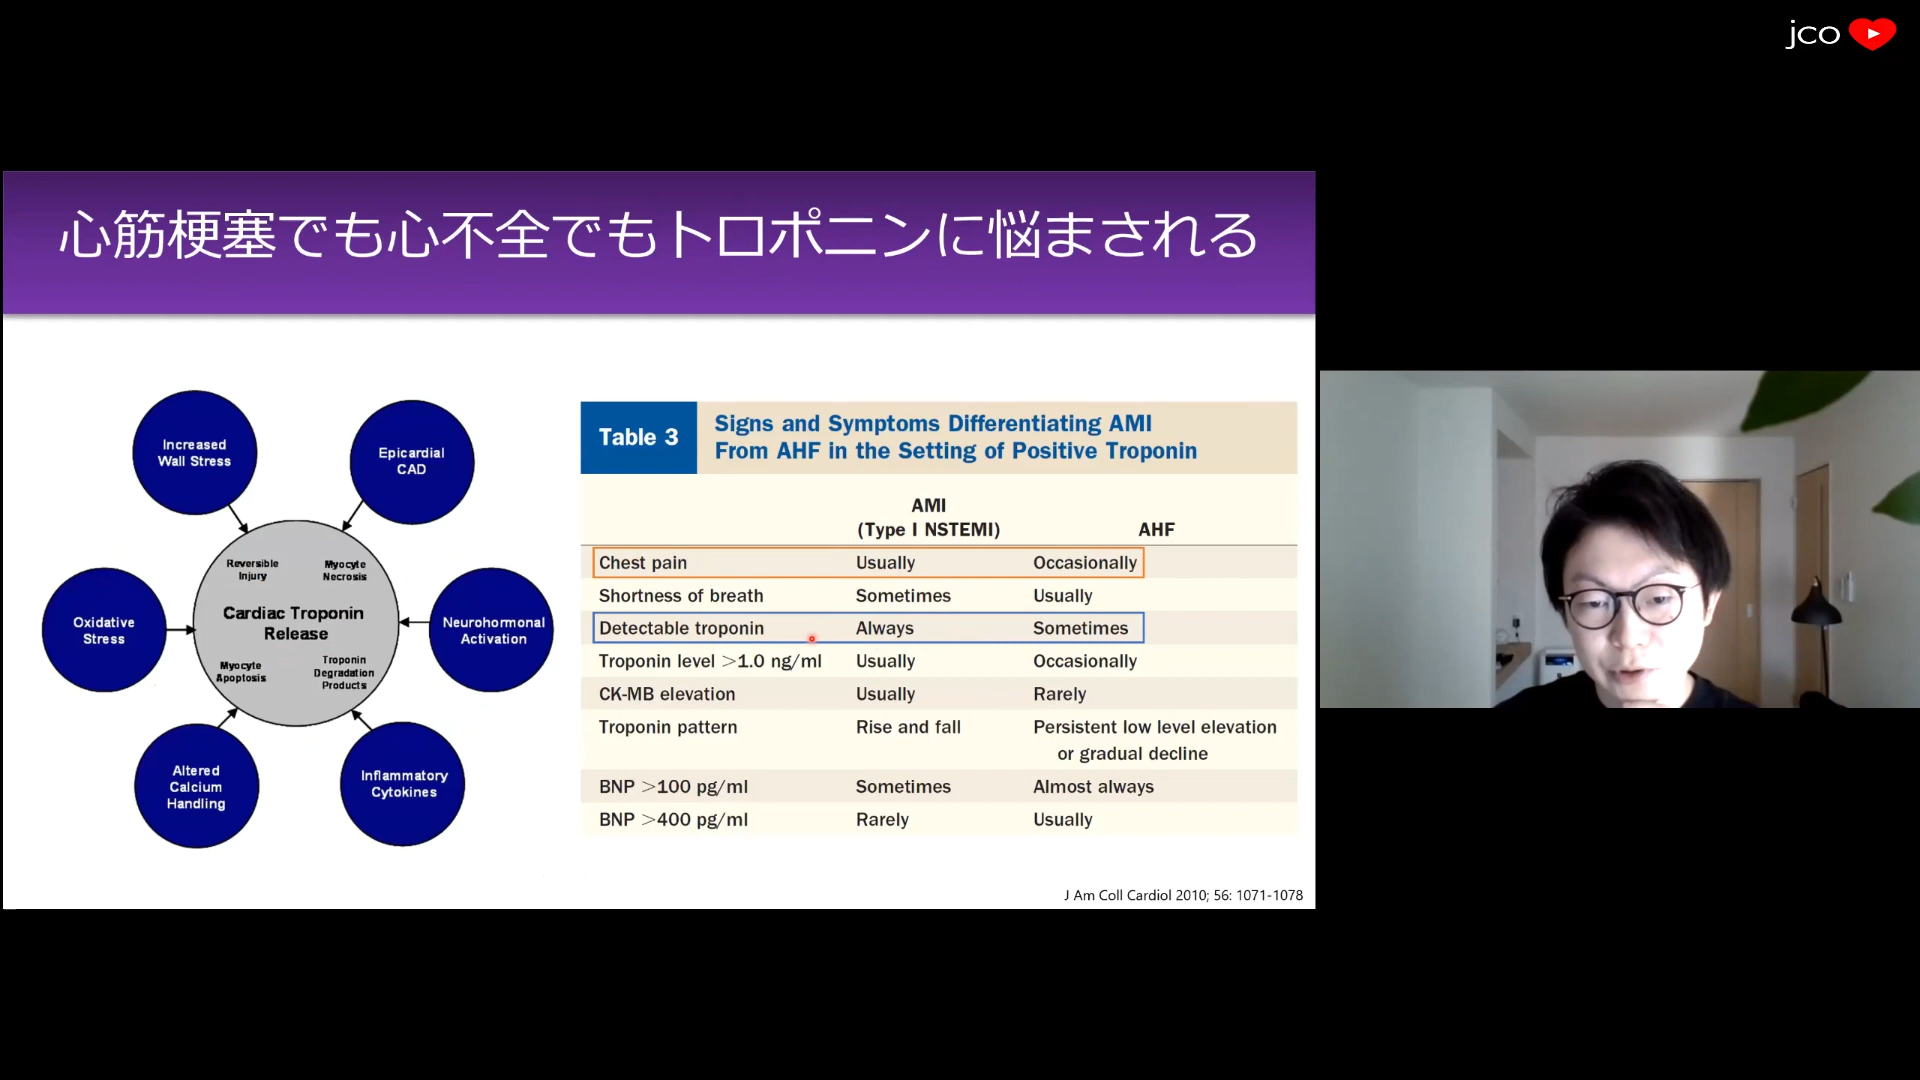 jco
心筋梗塞でも心不全でもトロポニンに悩まされる
Increased
Wall Stress
Epicardial
CAD
Oxidative
Stress
Neurohormonal
Activation
Altered
Calcium
Handling
Inflammatory
Cytokines
Reversible
Injury
Myocyte
Necrosis
Cardiac Troponin
Release
Myocyte
Apoptosis
Troponin
Degradation
Products
Table 3
Signs and Symptoms Differentiating AMI
From AHF in the Setting of Positive Troponin
AMI
(Type I NSTEMI) AHF
Chest pain Usually Occasionally
Shortness of breath Sometimes Usually
Detectable troponin Always Sometimes
Troponin level >1.0 ng/ml Usually Occasionally
CK-MB elevation Usually Rarely
Troponin pattern Rise and fall Persistent low level elevation
or gradual decline
BNP >100 pg/ml Sometimes Almost always
BNP >400 pg/ml Rarely Usually
J Am Coll Cardiol 2010; 56: 1071-1078